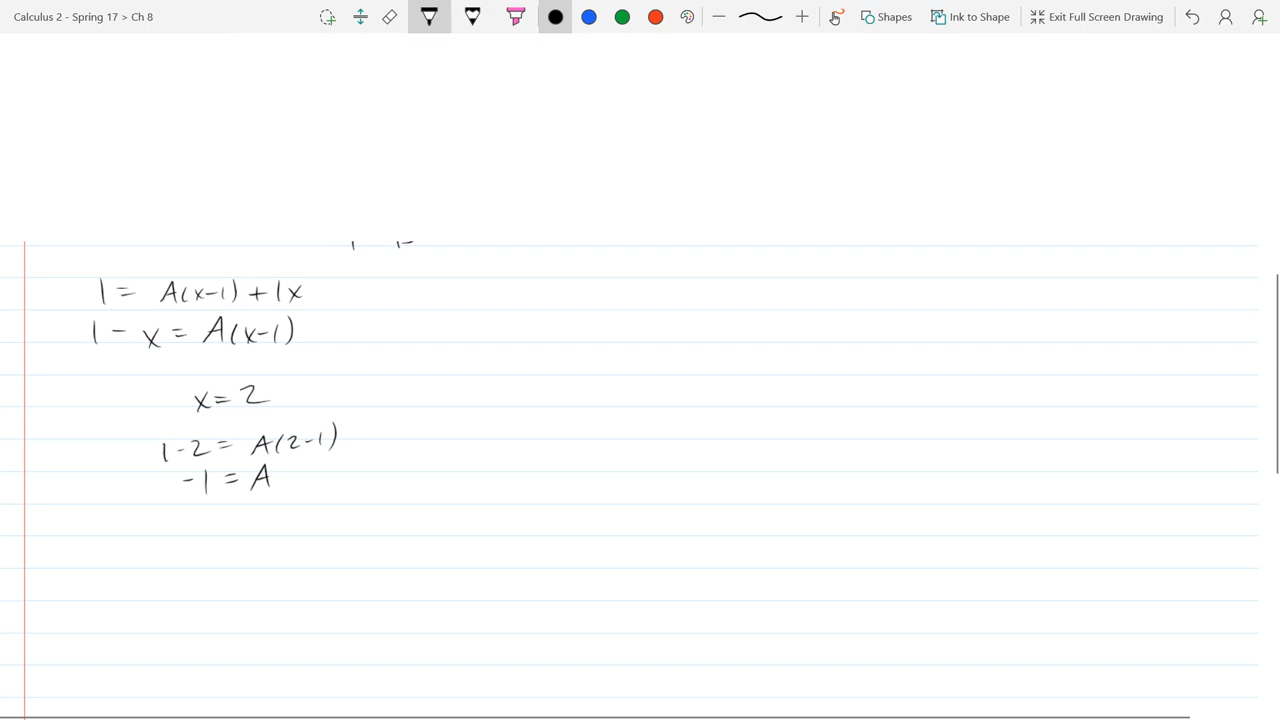 Calculus 2 - Spring 17 > Ch 8
Shapes
Ink to Shape
Exit Full Screen Drawing
1 = A(x-1) + 1x
1 - x = A(x-1)
x = 2
1 - 2 = A(2-1)
-1 = A